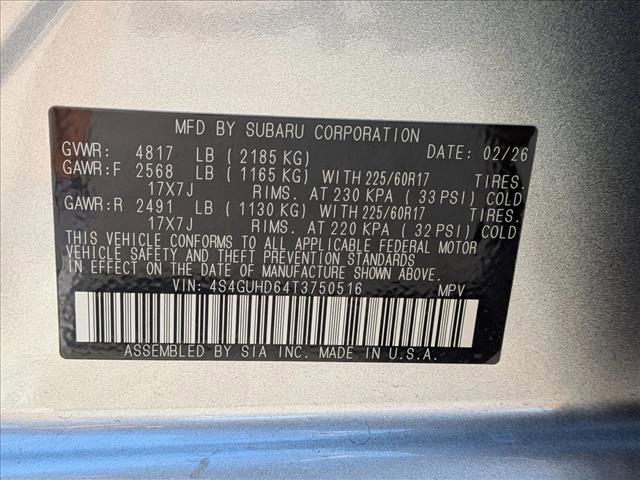 MFD BY SUBARU CORPORATION
GVWR: 4817 LB ( 2185 KG) DATE: 02/26
GAWR:F 2568 LB ( 1165 KG) WITH 225/60R17 TIRES.
17X7J RIMS. AT 230 KPA ( 33 PSI) COLD
GAWR:R 2491 LB ( 1130 KG) WITH 225/60R17 TIRES.
17X7J RIMS. AT 220 KPA ( 32 PSI) COLD
THIS VEHICLE CONFORMS TO ALL APPLICABLE FEDERAL MOTOR
VEHICLE SAFETY AND THEFT PREVENTION STANDARDS
IN EFFECT ON THE DATE OF MANUFACTURE SHOWN ABOVE.
VIN: 4S4GUHD64T3750516 MPV
ASSEMBLED BY SIA INC. MADE IN U.S.A.